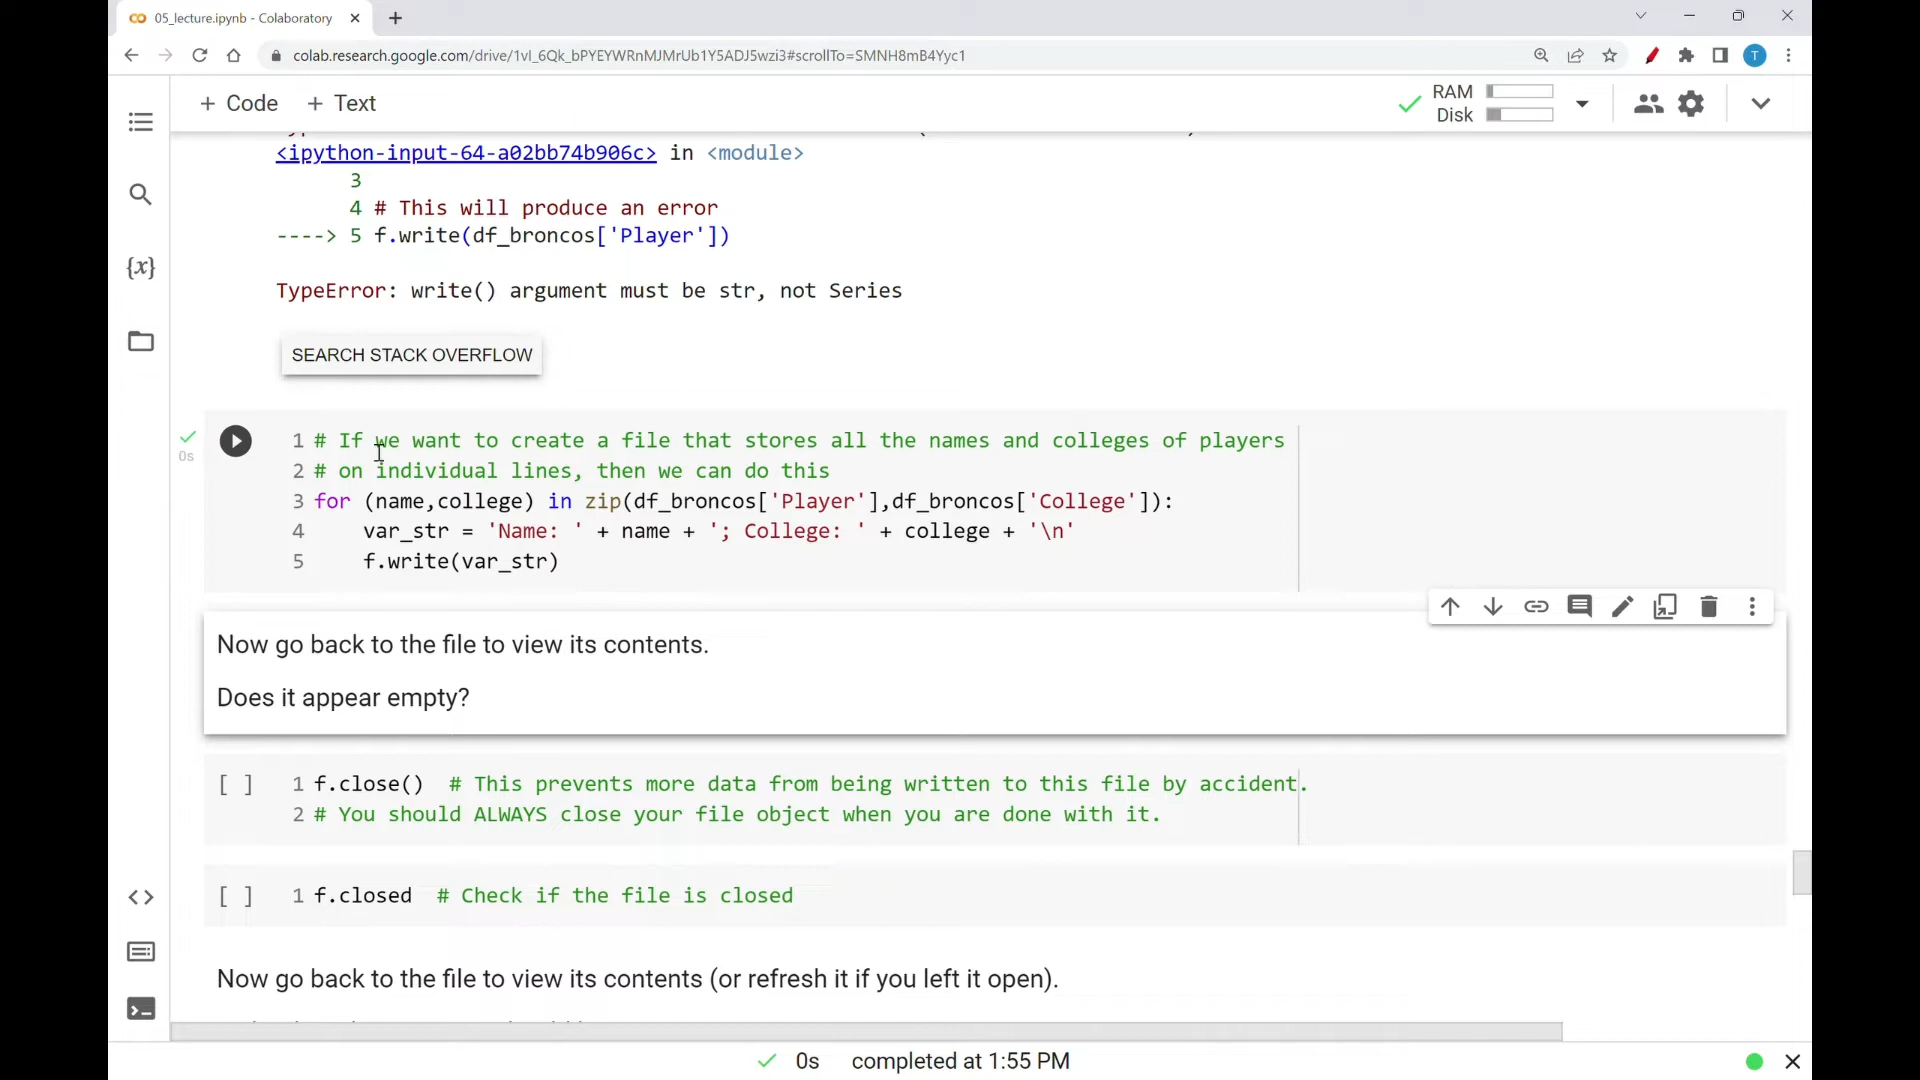 05_lecture.ipynb - Colaboratory
colab.research.google.com/drive/1vI_6Qk_bPYEYWRnMJMrUb1Y5ADJ5wzi3#scrollTo=SMNH8mB4Yyc1
T
+ Code + Text
RAM
Disk
<ipython-input-64-a02bb74b906c> in <module>
3
4 # This will produce an error
----> 5 f.write(df_broncos['Player'])
TypeError: write() argument must be str, not Series
SEARCH STACK OVERFLOW
{x}
0s
1 # If we want to create a file that stores all the names and colleges of players
2 # on individual lines, then we can do this
3 for (name,college) in zip(df_broncos['Player'],df_broncos['College']):
4 var_str = 'Name: ' + name + '; College: ' + college + '\n'
5 f.write(var_str)
Now go back to the file to view its contents.
Does it appear empty?
[ ] 1 f.close() # This prevents more data from being written to this file by accident.
2 # You should ALWAYS close your file object when you are done with it.
[ ] 1 f.closed # Check if the file is closed
Now go back to the file to view its contents (or refresh it if you left it open).
0s completed at 1:55 PM